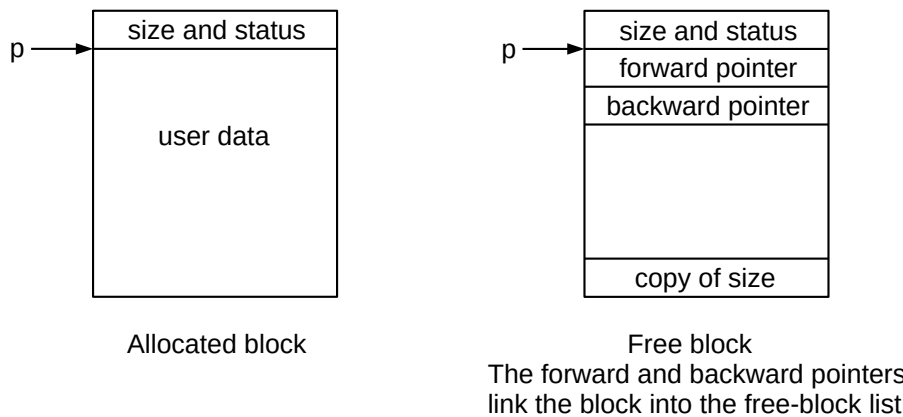 size and status
p
user data
Allocated block
size and status
p
forward pointer
backward pointer
copy of size
Free block
The forward and backward pointers
link the block into the free-block list